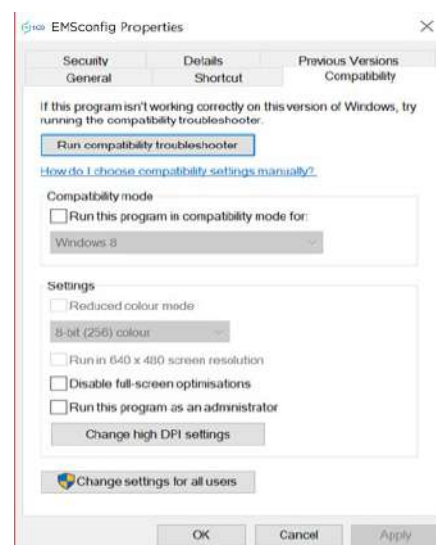 EMSconfig Properties
Security Details Previous Versions
General Shortcut Compatibility
If this program isn't working correctly on this version of Windows, try
running the compatibility troubleshooter.
Run compatibility troubleshooter
How do I choose compatibility settings manually?
Compatibility mode
Run this program in compatibility mode for:
Windows 8
Settings
Reduced colour mode
8-bit (256) colour
Run in 640 x 480 screen resolution
Disable full-screen optimisations
Run this program as an administrator
Change high DPI settings
Change settings for all users
OK Cancel Apply